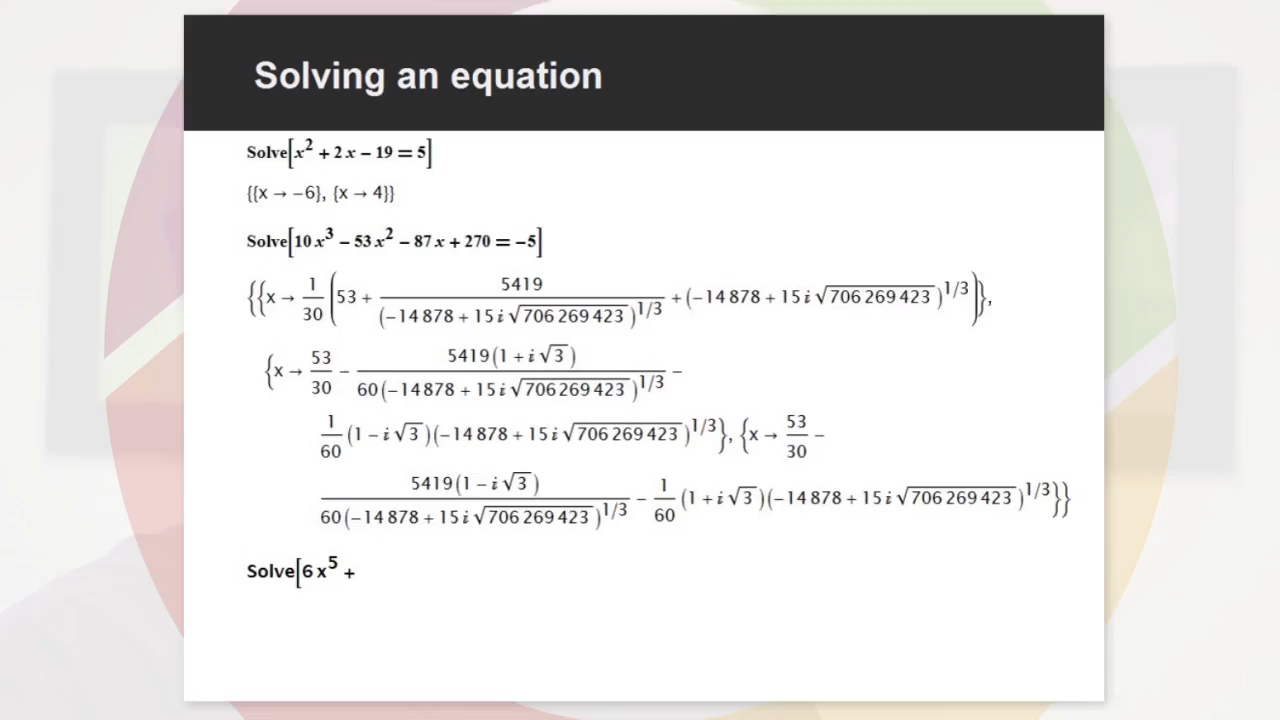 Solving an equation
Solve[x² + 2 x − 19 = 5]
{{x → −6}, {x → 4}}
Solve[10 x³ − 53 x² − 87 x + 270 = −5]
{{x → 1/30 (53 + 5419/(−14 878 + 15 i √706 269 423)^1/3 + (−14 878 + 15 i √706 269 423)^1/3)},
{x → 53/30 − 5419 (1 + i √3)/60 (−14 878 + 15 i √706 269 423)^1/3 −
1/60 (1 − i √3) (−14 878 + 15 i √706 269 423)^1/3}, {x → 53/30 −
5419 (1 − i √3)/60 (−14 878 + 15 i √706 269 423)^1/3 − 1/60 (1 + i √3) (−14 878 + 15 i √706 269 423)^1/3}}
Solve[6 x⁵ +